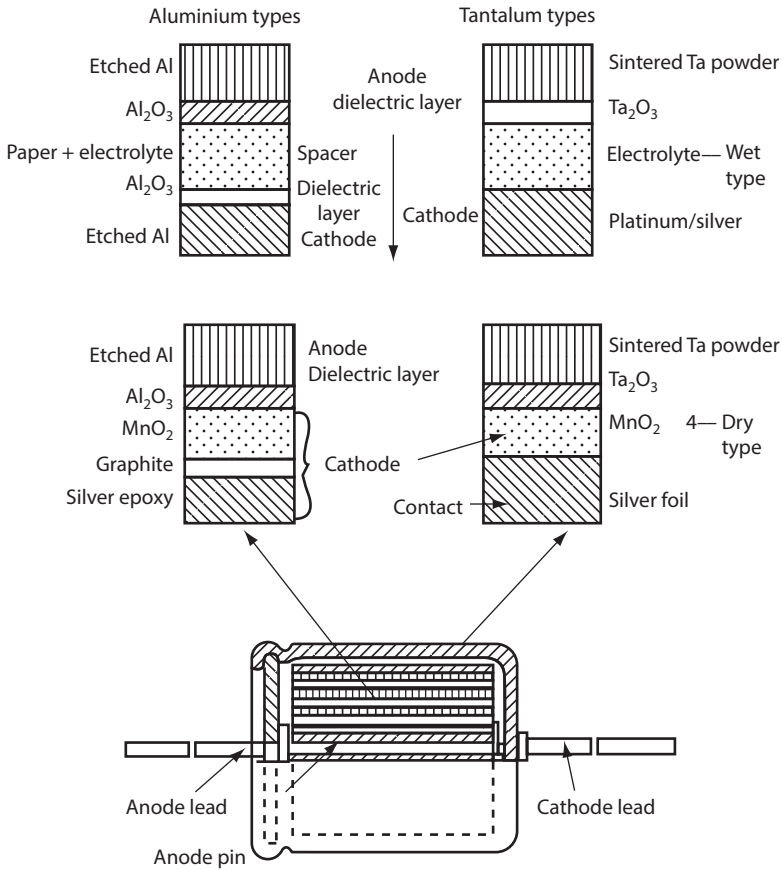 Aluminium types
Tantalum types
Etched Al
Al₂O₃
Paper + electrolyte
Al₂O₃
Etched Al
Spacer
Dielectric
layer
Cathode
Anode
dielectric layer
Cathode
Sintered Ta powder
Ta₂O₃
Electrolyte— Wet
type
Platinum/silver
Etched Al
Al₂O₃
MnO₂
Graphite
Silver epoxy
Anode
Dielectric layer
Cathode
Contact
Sintered Ta powder
Ta₂O₃
MnO₂ 4— Dry
type
Silver foil
Anode lead
Cathode lead
Anode pin